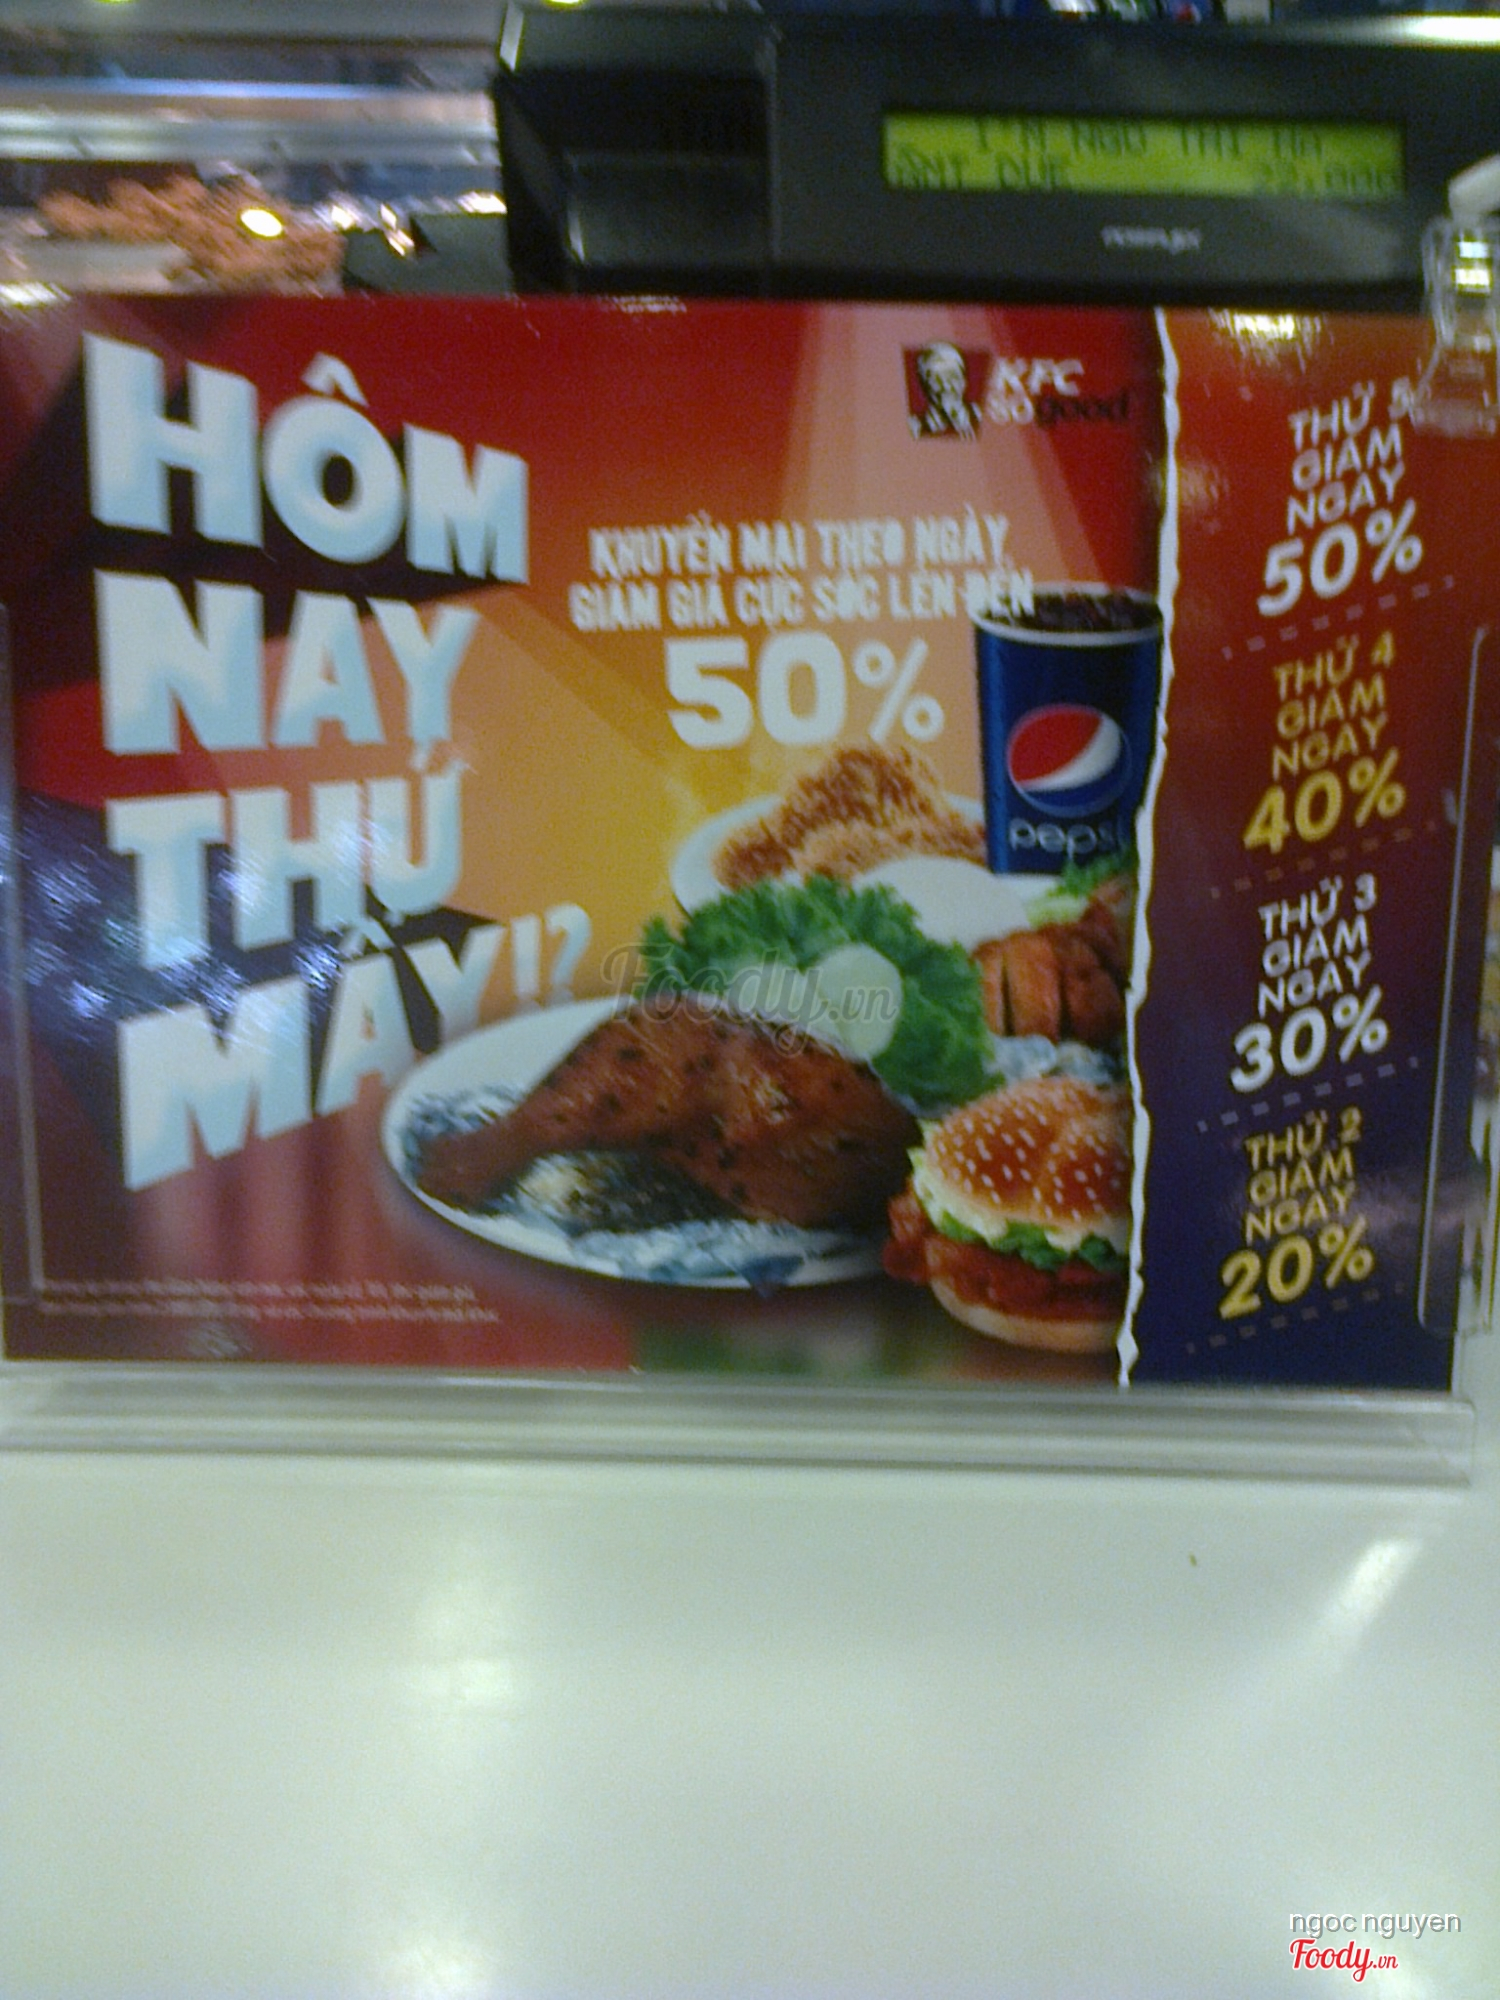 HÔM
NAY
THỨ
MẤY!?
KFC
so good
KHUYẾN MẠI THEO NGÀY,
GIẢM GIÁ CỰC SỐC LÊN ĐẾN
50%
pepsi
THỨ 5
GIẢM
NGAY
50%
THỨ 4
GIẢM
NGAY
40%
THỨ 3
GIẢM
NGAY
30%
THỨ 2
GIẢM
NGAY
20%
Foody.vn
ngoc nguyen
Foody.vn